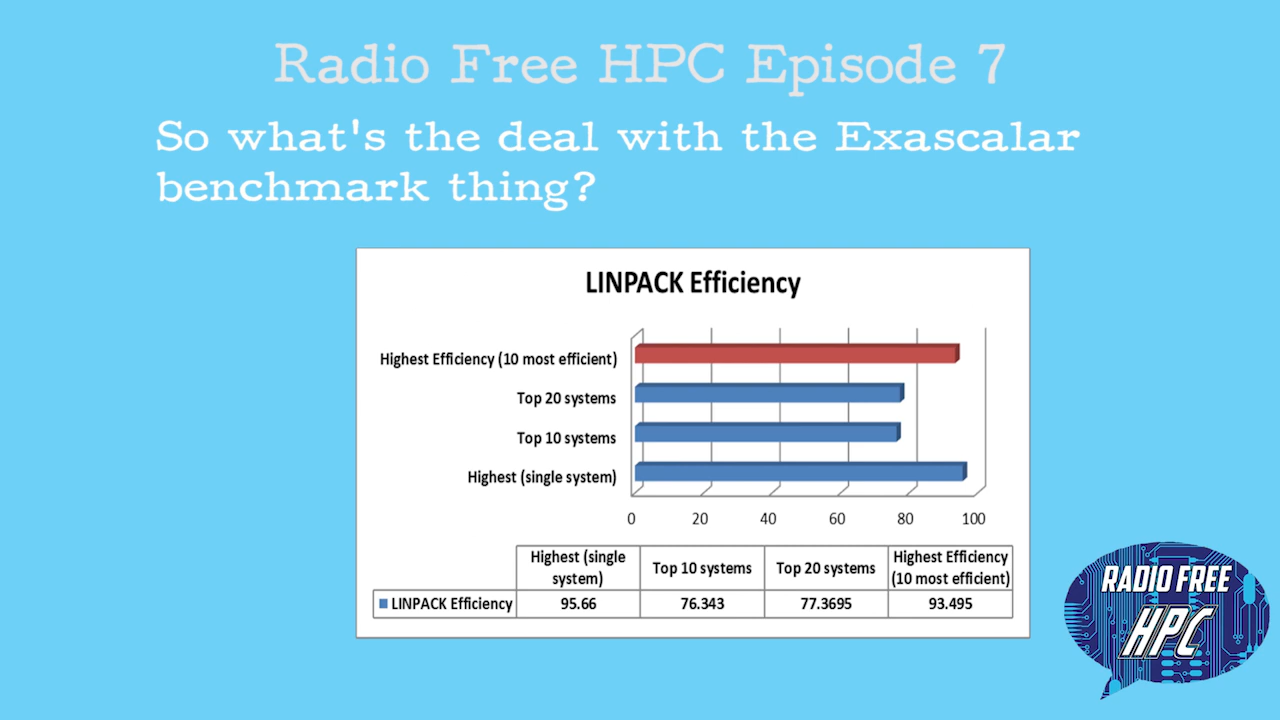 Radio Free HPC Episode 7
So what's the deal with the Exascalar
benchmark thing?
LINPACK Efficiency
Highest Efficiency (10 most efficient)
Top 20 systems
Top 10 systems
Highest (single system)
0 20 40 60 80 100
Highest (single system) Top 10 systems Top 20 systems Highest Efficiency (10 most efficient)
LINPACK Efficiency 95.66 76.343 77.3695 93.495
RADIO FREE
HPC